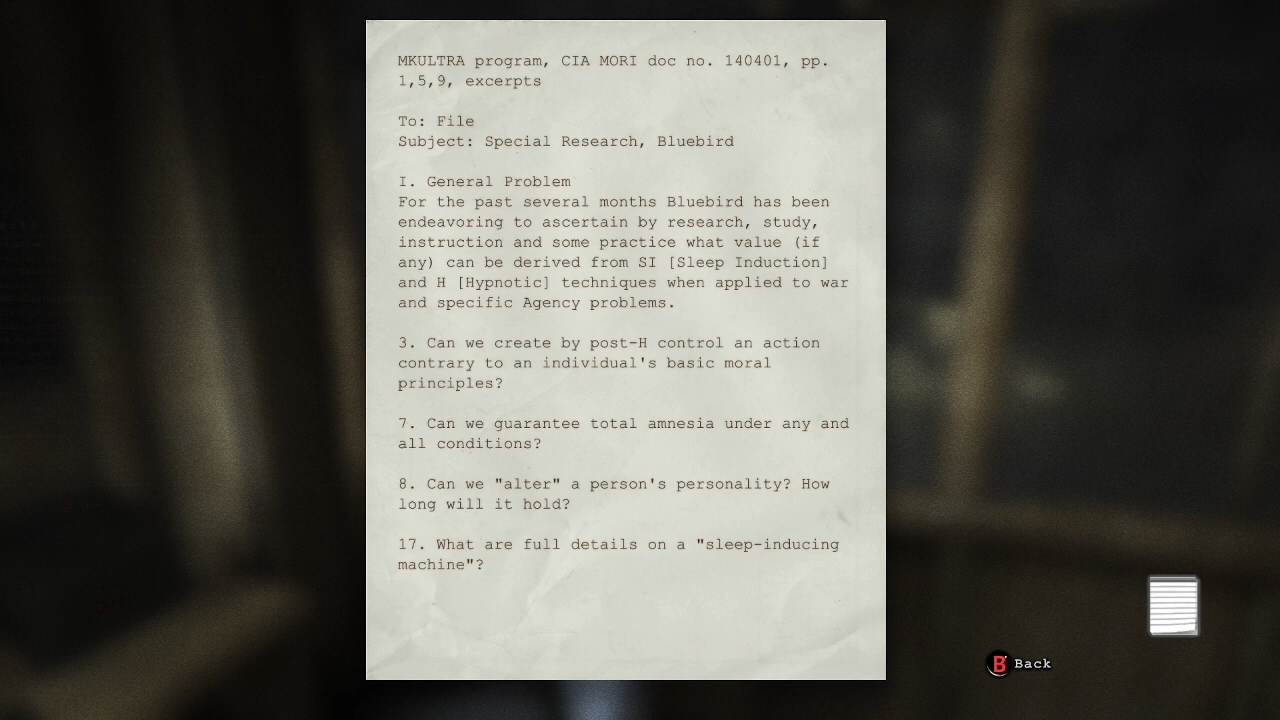 MKULTRA program, CIA MORI doc no. 140401, pp.
1,5,9, excerpts
To: File
Subject: Special Research, Bluebird
I. General Problem
For the past several months Bluebird has been
endeavoring to ascertain by research, study,
instruction and some practice what value (if
any) can be derived from SI [Sleep Induction]
and H [Hypnotic] techniques when applied to war
and specific Agency problems.
3. Can we create by post-H control an action
contrary to an individual's basic moral
principles?
7. Can we guarantee total amnesia under any and
all conditions?
8. Can we "alter" a person's personality? How
long will it hold?
17. What are full details on a "sleep-inducing
machine"?
B Back